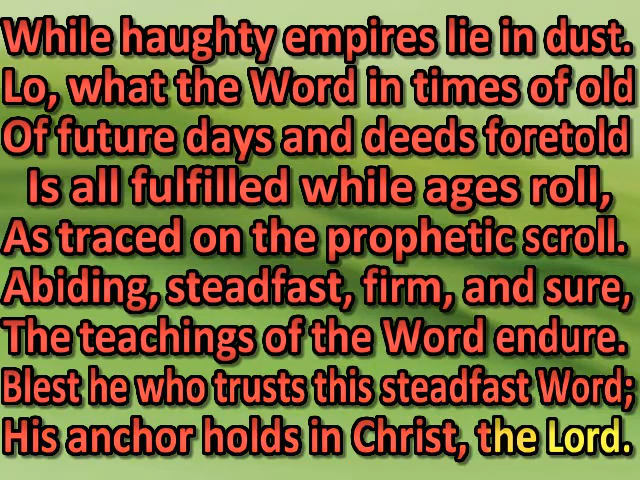 While haughty empires lie in dust.
Lo, what the Word in times of old
Of future days and deeds foretold
Is all fulfilled while ages roll,
As traced on the prophetic scroll.
Abiding, steadfast, firm, and sure,
The teachings of the Word endure.
Blest he who trusts this steadfast Word;
His anchor holds in Christ, the Lord.